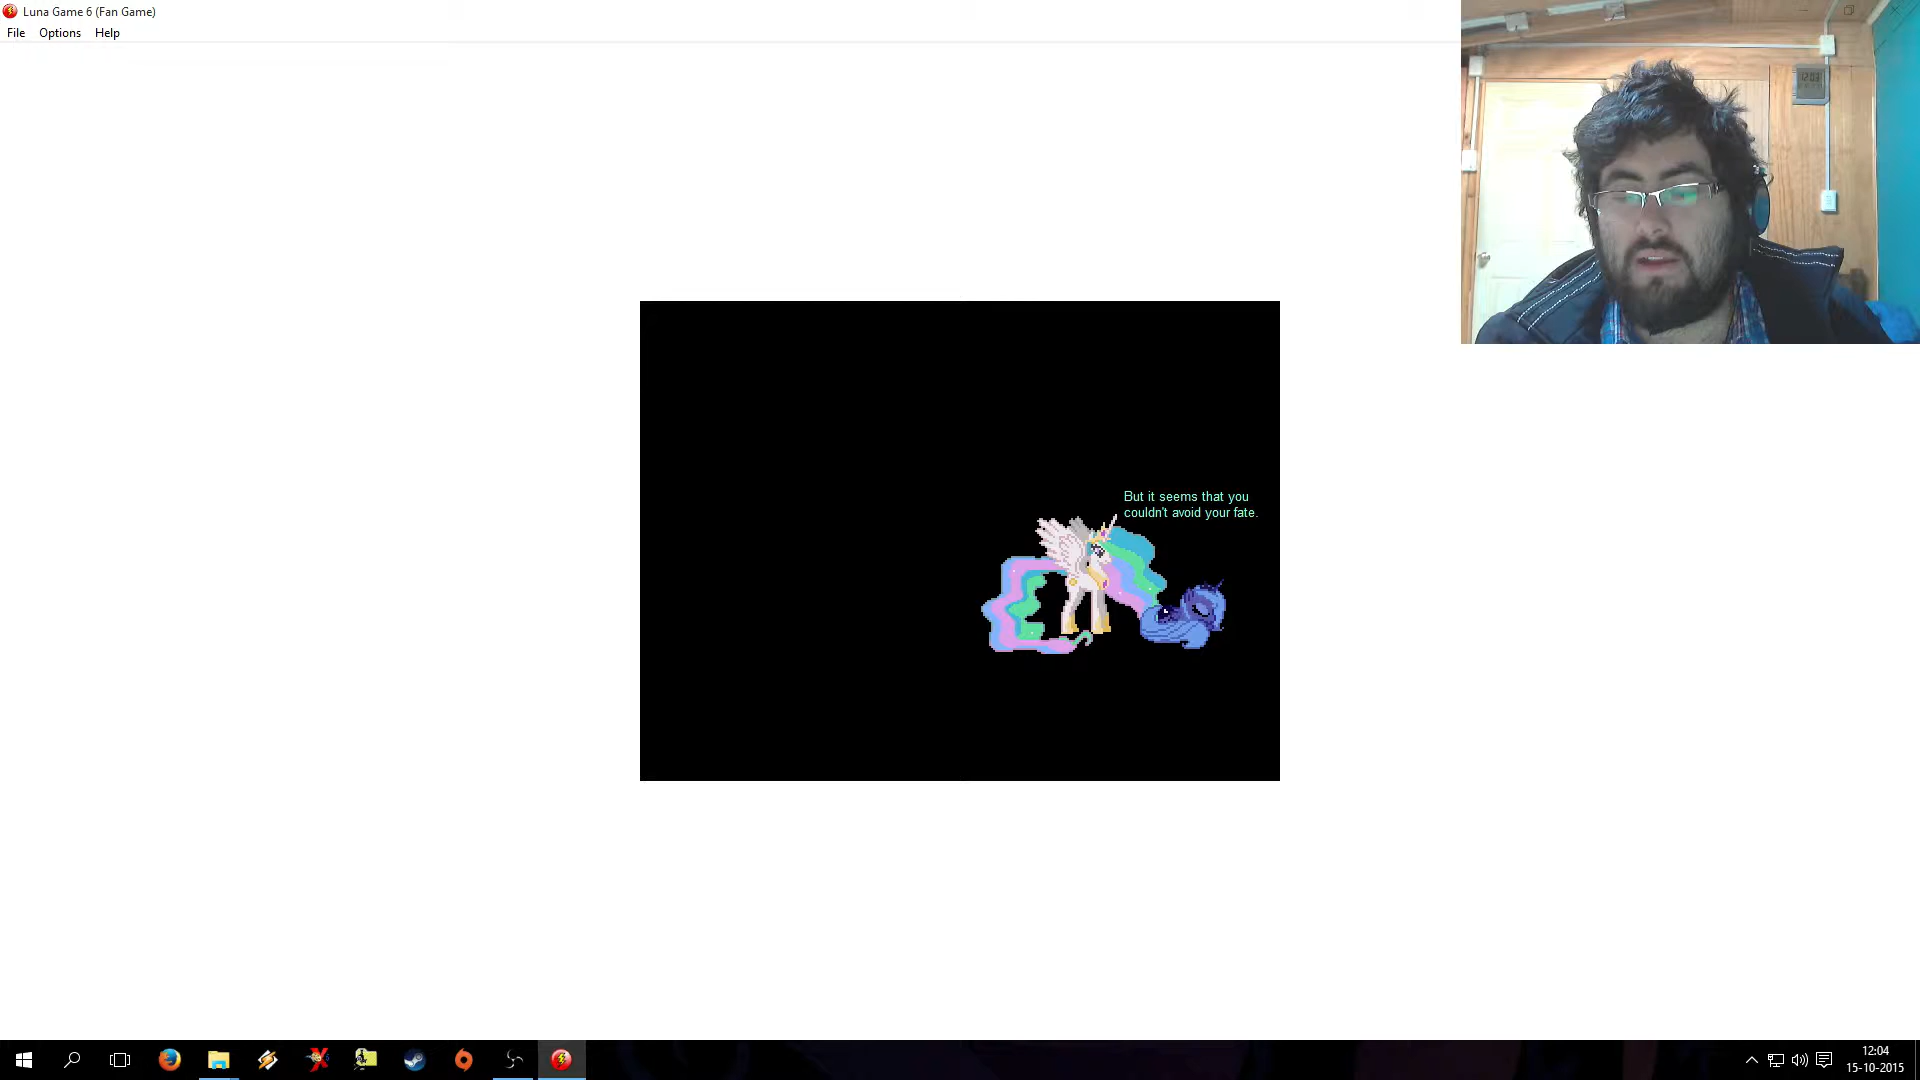 Luna Game 6 (Fan Game)
File Options Help
But it seems that you
couldn't avoid your fate.
12:04
15-10-2015